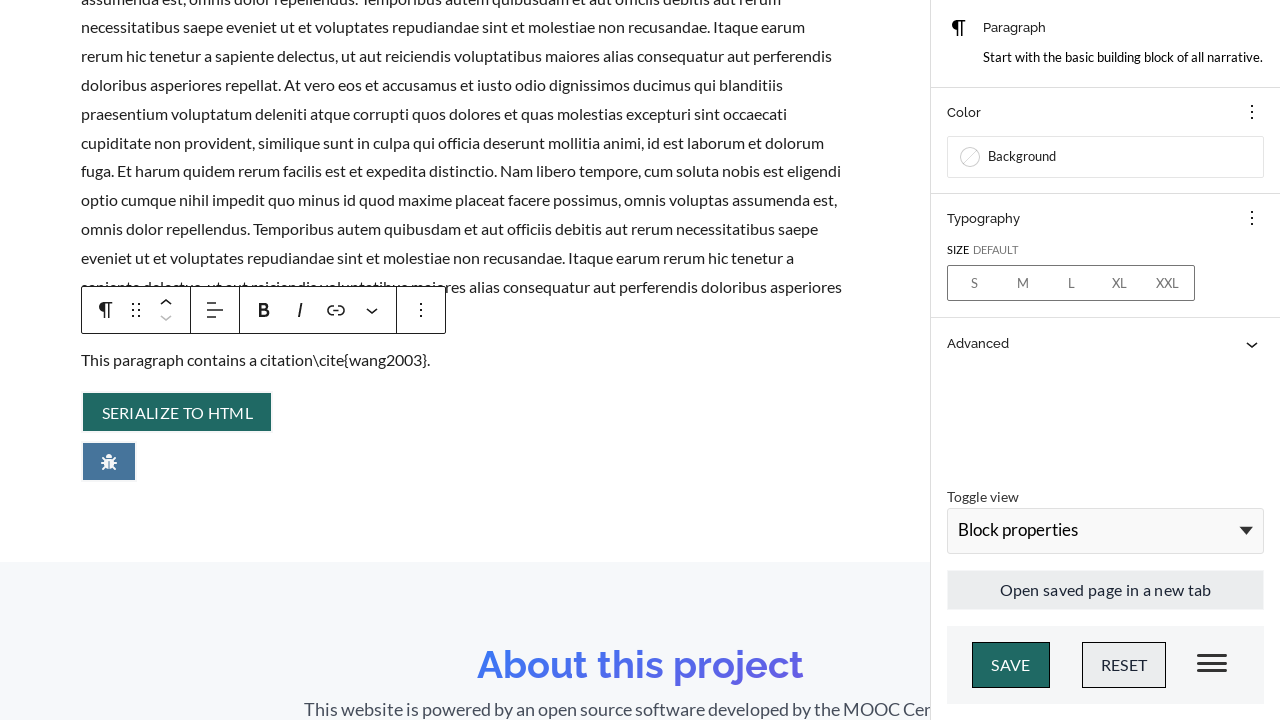 assumenda est, omnis dolor repellendus. Temporibus autem quibusdam et aut officiis debitis aut rerum
necessitatibus saepe eveniet ut et voluptates repudiandae sint et molestiae non recusandae. Itaque earum
rerum hic tenetur a sapiente delectus, ut aut reiciendis voluptatibus maiores alias consequatur aut perferendis
doloribus asperiores repellat. At vero eos et accusamus et iusto odio dignissimos ducimus qui blanditiis
praesentium voluptatum deleniti atque corrupti quos dolores et quas molestias excepturi sint occaecati
cupiditate non provident, similique sunt in culpa qui officia deserunt mollitia animi, id est laborum et dolorum
fuga. Et harum quidem rerum facilis est et expedita distinctio. Nam libero tempore, cum soluta nobis est eligendi
optio cumque nihil impedit quo minus id quod maxime placeat facere possimus, omnis voluptas assumenda est,
omnis dolor repellendus. Temporibus autem quibusdam et aut officiis debitis aut rerum necessitatibus saepe
eveniet ut et voluptates repudiandae sint et molestiae non recusandae. Itaque earum rerum hic tenetur a
alias consequatur aut perferendis doloribus asperiores
B I
This paragraph contains a citation\cite{wang2003}.
SERIALIZE TO HTML
About this project
This website is powered by an open source software developed by the MOOC Cer
Paragraph
Start with the basic building block of all narrative.
Color
Background
Typography
SIZE DEFAULT
S M L XL XXL
Advanced
Toggle view
Block properties
Open saved page in a new tab
SAVE RESET